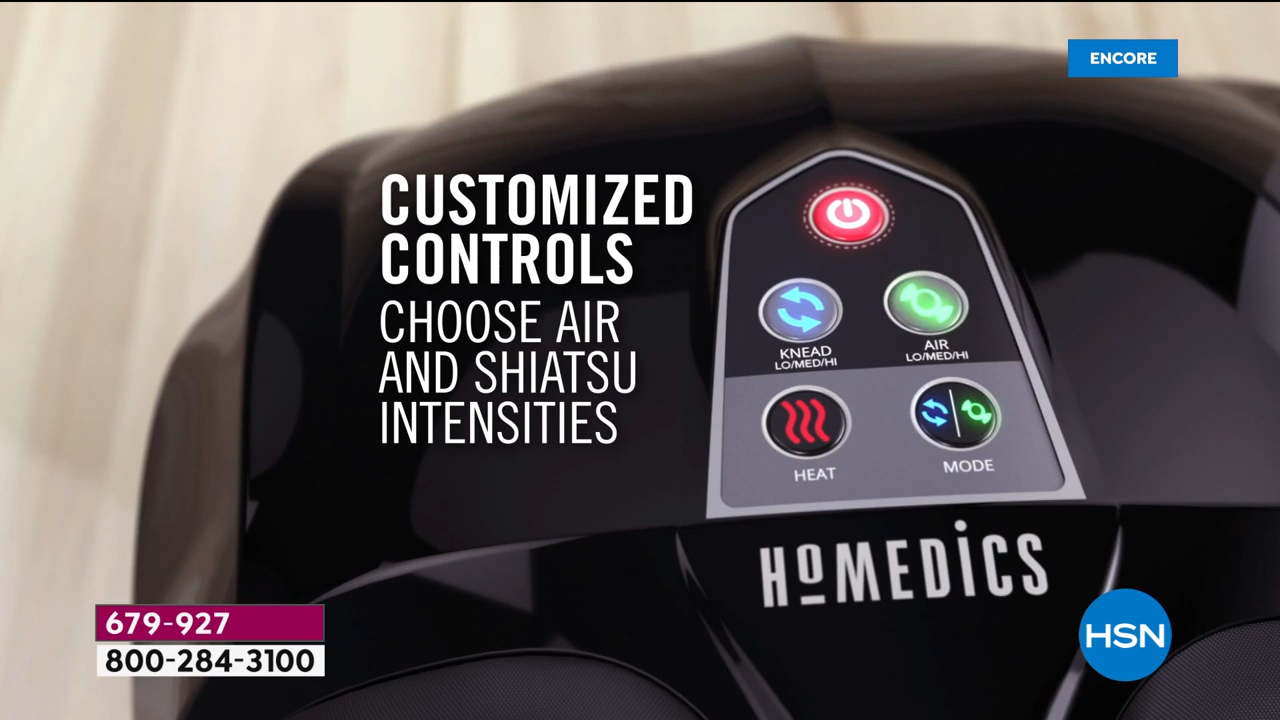 ENCORE
CUSTOMIZED
CONTROLS
CHOOSE AIR
AND SHIATSU
INTENSITIES
KNEAD
LO/MED/HI
AIR
LO/MED/HI
HEAT
MODE
HoMEDiCS
679-927
800-284-3100
HSN